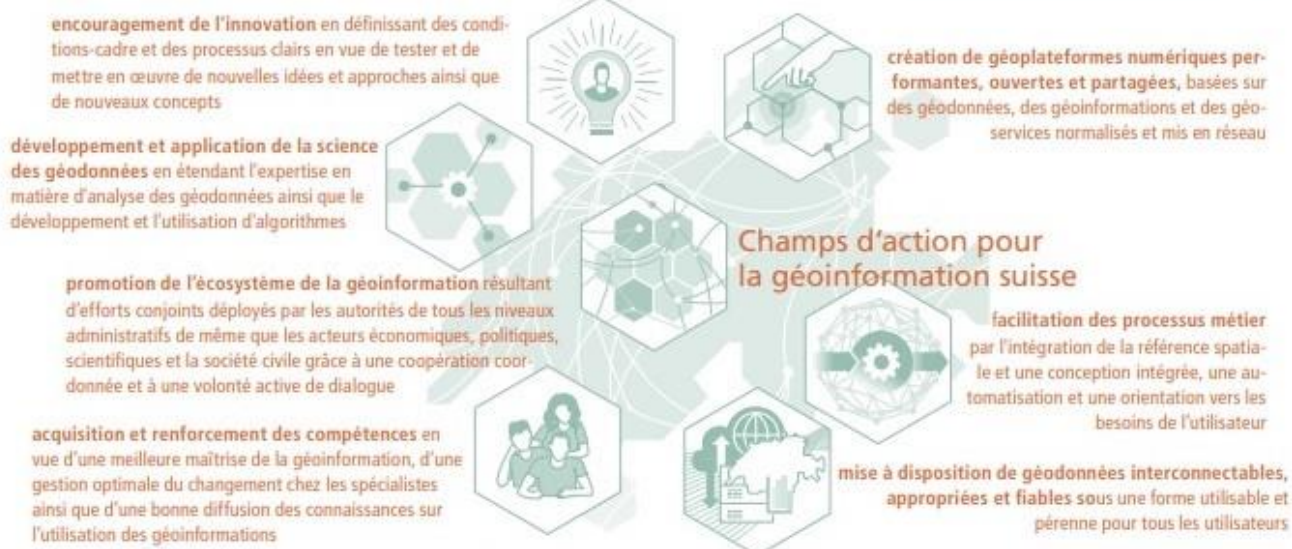 encouragement de l'innovation en définissant des condi-
tions-cadre et des processus clairs en vue de tester et de
mettre en œuvre de nouvelles idées et approches ainsi que
de nouveaux concepts
création de géoplateformes numériques per-
formantes, ouvertes et partagées, basées sur
des géodonnées, des géoinformations et des géo-
services normalisés et mis en réseau
développement et application de la science
des géodonnées en étendant l'expertise en
matière d'analyse des géodonnées ainsi que le
développement et l'utilisation d'algorithmes
Champs d'action pour
la géoinformation suisse
promotion de l'écosystème de la géoinformation résultant
d'efforts conjoints déployés par les autorités de tous les niveaux
administratifs de même que les acteurs économiques, politiques,
scientifiques et la société civile grâce à une coopération coor-
donnée et à une volonté active de dialogue
facilitation des processus métier
par l'intégration de la référence spatia-
le et une conception intégrée, une au-
tomatisation et une orientation vers les
besoins de l'utilisateur
acquisition et renforcement des compétences en
vue d'une meilleure maîtrise de la géoinformation, d'une
gestion optimale du changement chez les spécialistes
ainsi que d'une bonne diffusion des connaissances sur
l'utilisation des géoinformations
mise à disposition de géodonnées interconnectables,
appropriées et fiables sous une forme utilisable et
pérenne pour tous les utilisateurs